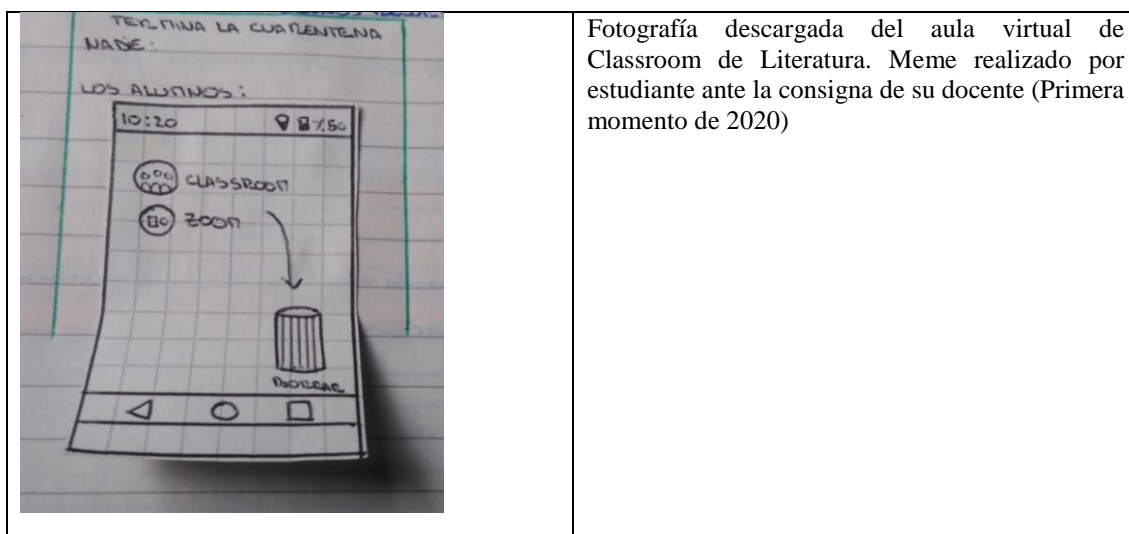 TERMINA LA CUARENTENA
NADIE:
LOS ALUMNOS:
10:20
%50
CLASSROOM
ZOOM
BORRAR
Fotografía descargada del aula virtual de
Classroom de Literatura. Meme realizado por
estudiante ante la consigna de su docente (Primera
momento de 2020)